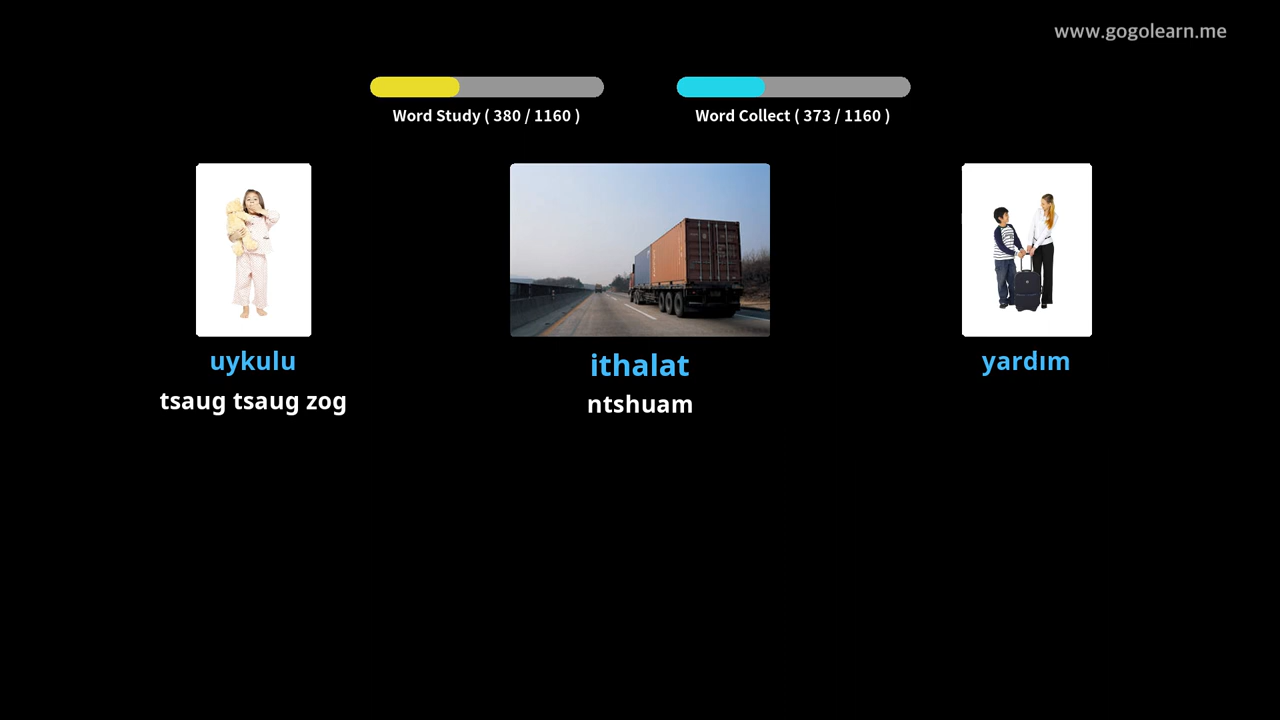 www.gogolearn.me
Word Study ( 380 / 1160 )
Word Collect ( 373 / 1160 )
uykulu
tsaug tsaug zog
ithalat
ntshuam
yardım